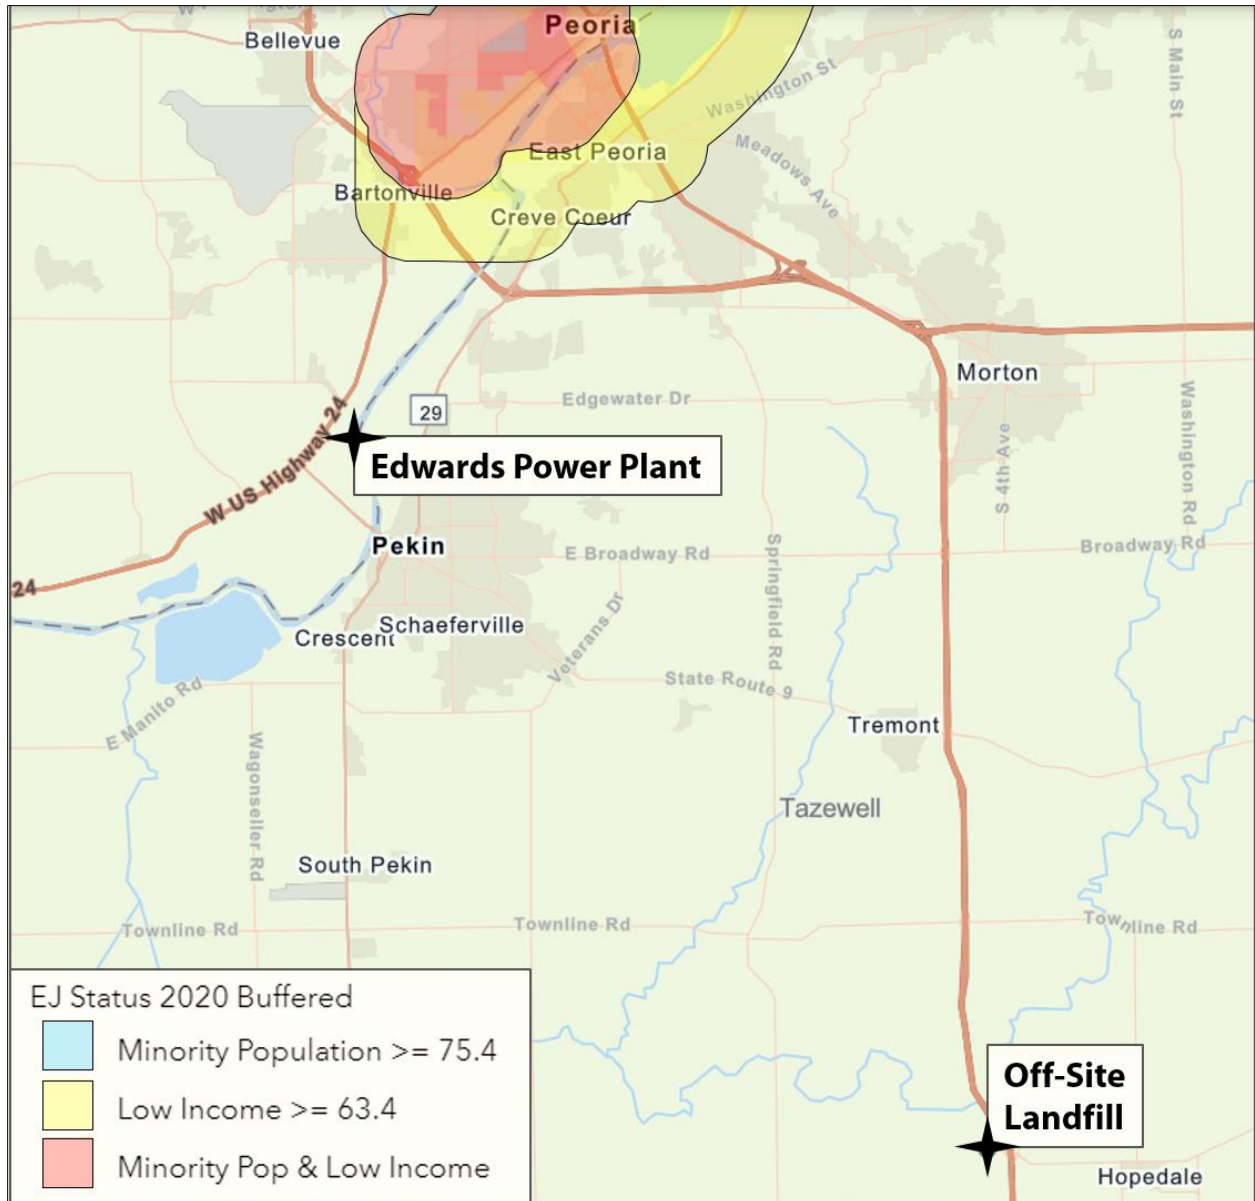 Peoria
Bellevue
S Main St
Washington St
East Peoria
Meadows Ave
Bartonville
Creve Coeur
Morton
Edgewater Dr
29
W US Highway 24
Washington Rd
S 4th Ave
Edwards Power Plant
Pekin
E Broadway Rd
Broadway Rd
Springfield Rd
24
Schaeferville
Crescent
Veterans Dr
State Route 9
E Manito Rd
Tremont
Wagonseller Rd
Tazewell
South Pekin
Townline Rd
Townline Rd
Townline Rd
EJ Status 2020 Buffered
Minority Population >= 75.4
Low Income >= 63.4
Minority Pop & Low Income
Off-Site
Landfill
Hopedale